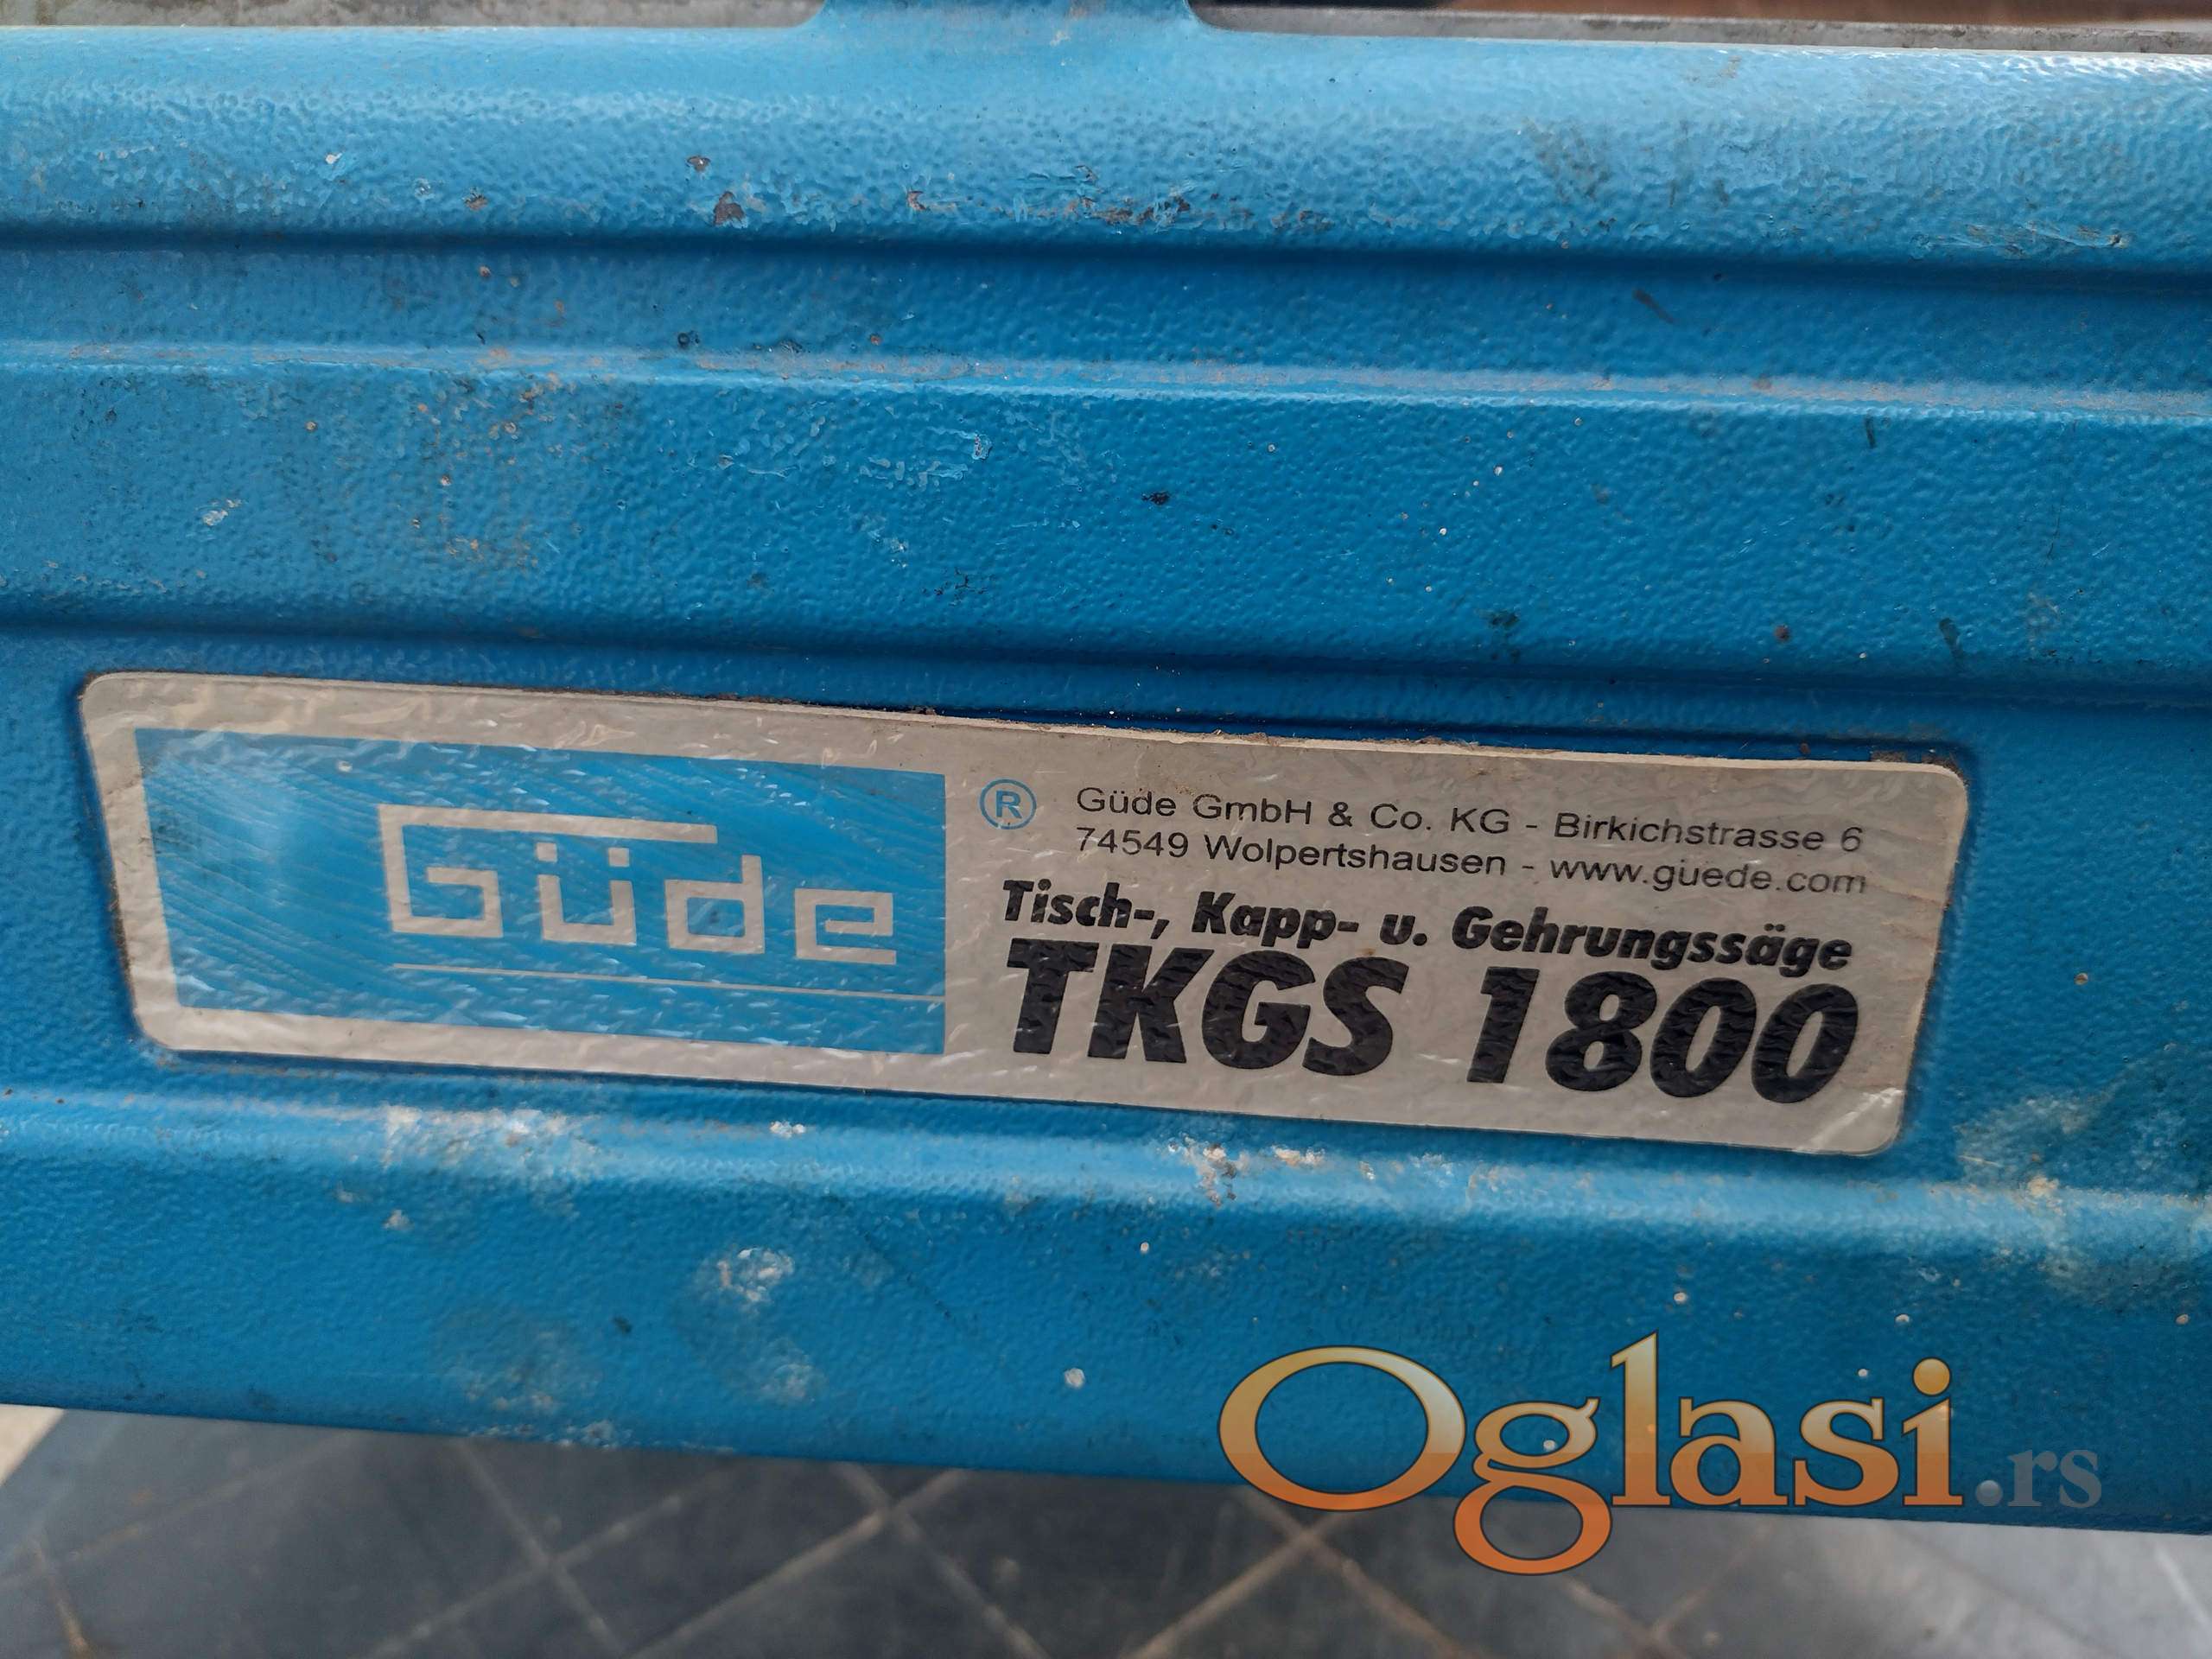 Güde
® Güde GmbH & Co. KG - Birkichstrasse 6
74549 Wolpertshausen - www.guede.com
Tisch-, Kapp- u. Gehrungssäge
TKGS 1800
Oglasi.rs